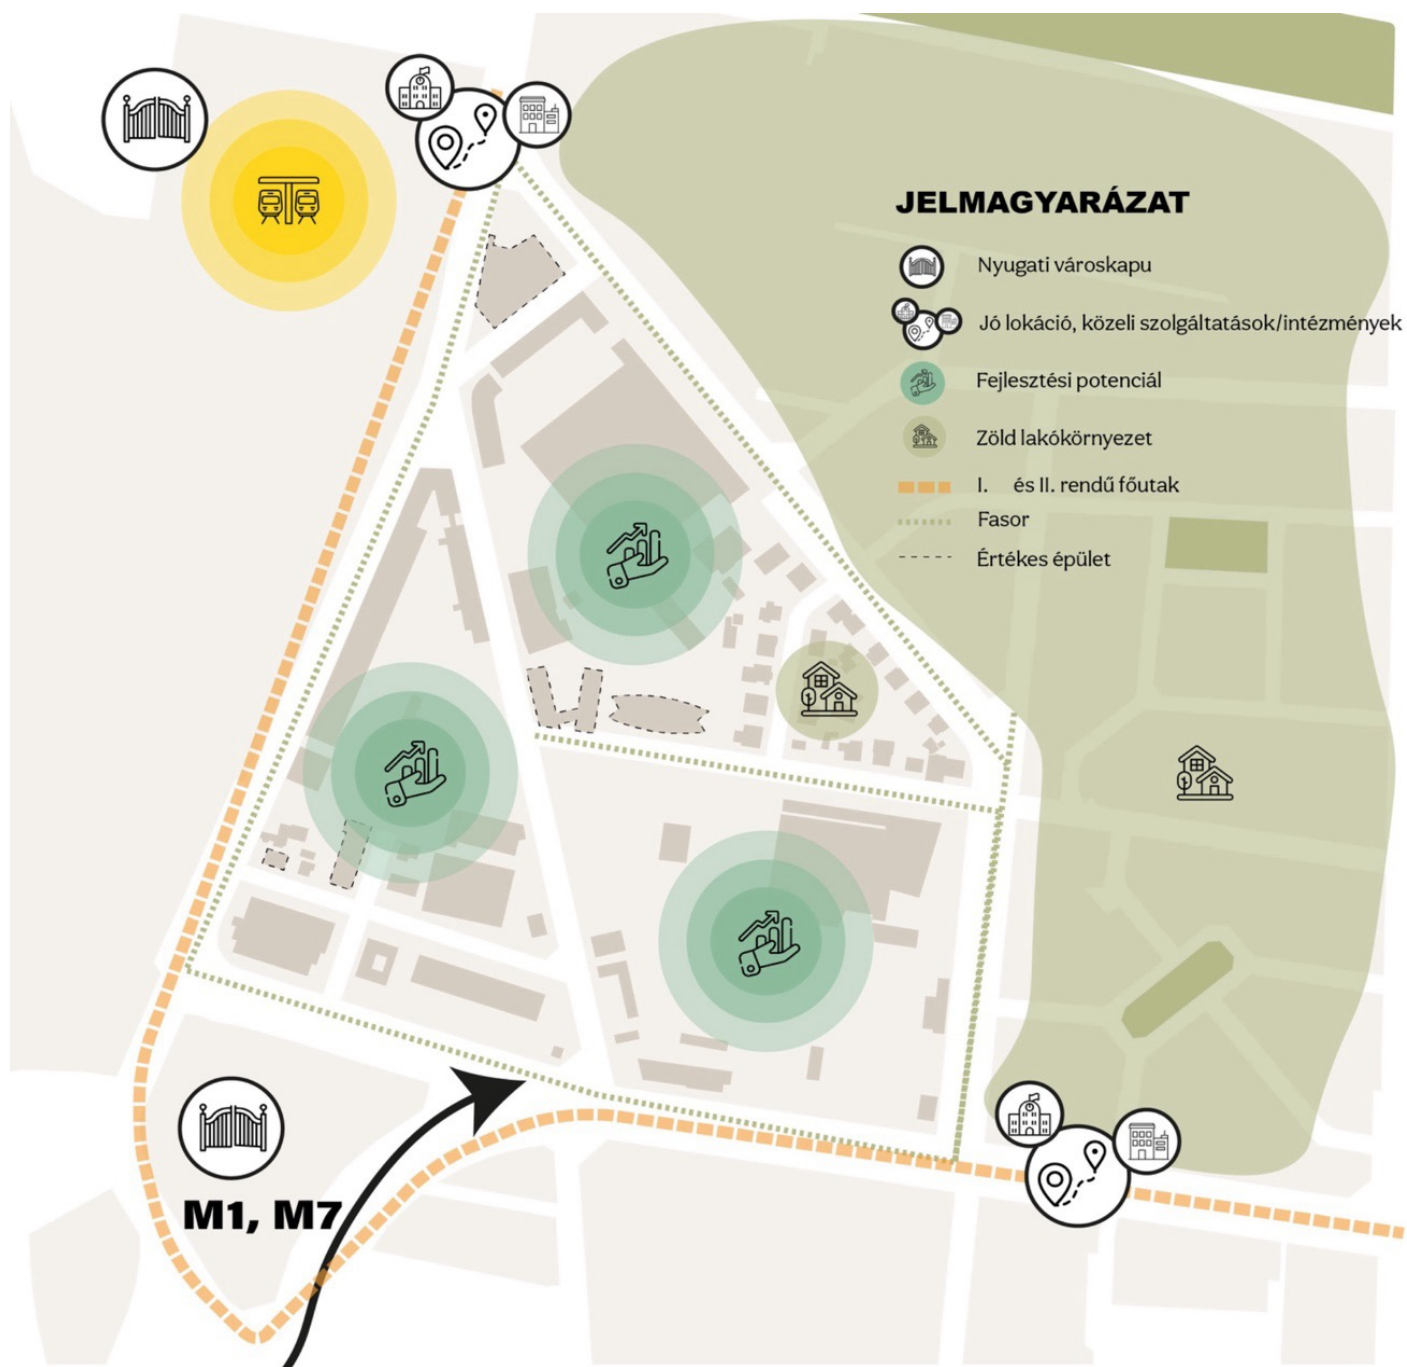 JELMAGYARÁZAT
Nyugati városkapu
Jó lokáció, közeli szolgáltatások/intézmények
Fejlesztési potenciál
Zöld lakókörnyezet
I. és II. rendű főutak
Fasor
Értékes épület
M1, M7